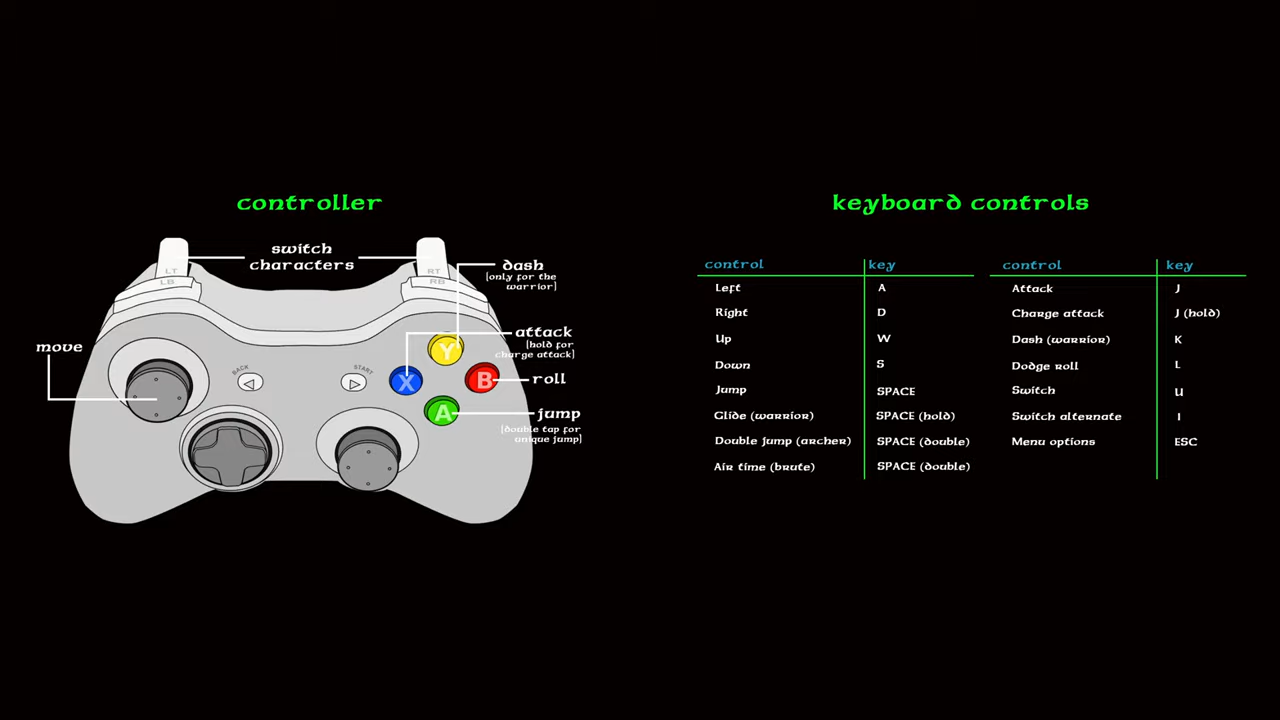 controller
switch
characters
LT
LB
RT
RB
dash
[only for the
warrior]
attack
[hold for
charge attack]
move
BACK
START
Y
X
B
roll
A
jump
[double tap for
unique jump]
keyboard controls
control key
Left A
Right D
Up W
Down S
Jump SPACE
Glide (warrior) SPACE (hold)
Double jump (archer) SPACE (double)
Air time (brute) SPACE (double)
control key
Attack J
Charge attack J (hold)
Dash (warrior) K
Dodge roll L
Switch U
Switch alternate I
Menu options ESC